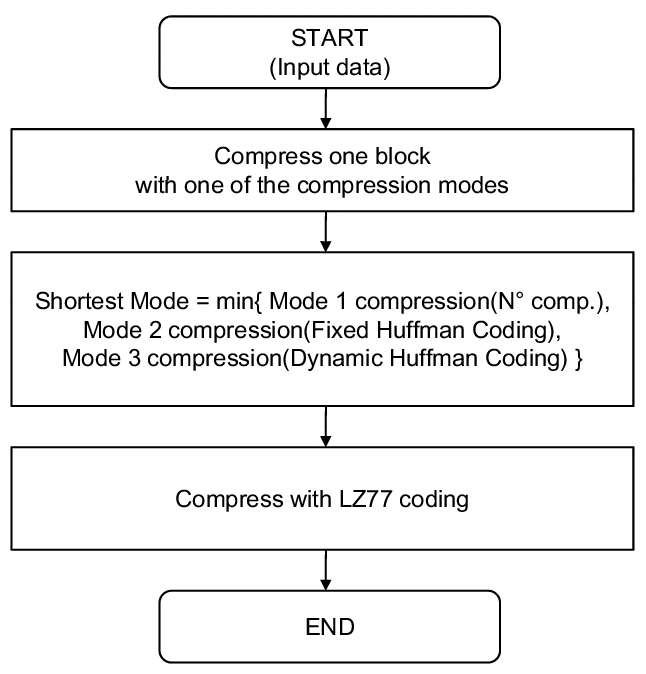 START
(Input data)
Compress one block
with one of the compression modes
Shortest Mode = min{ Mode 1 compression(N° comp.),
Mode 2 compression(Fixed Huffman Coding),
Mode 3 compression(Dynamic Huffman Coding) }
Compress with LZ77 coding
END